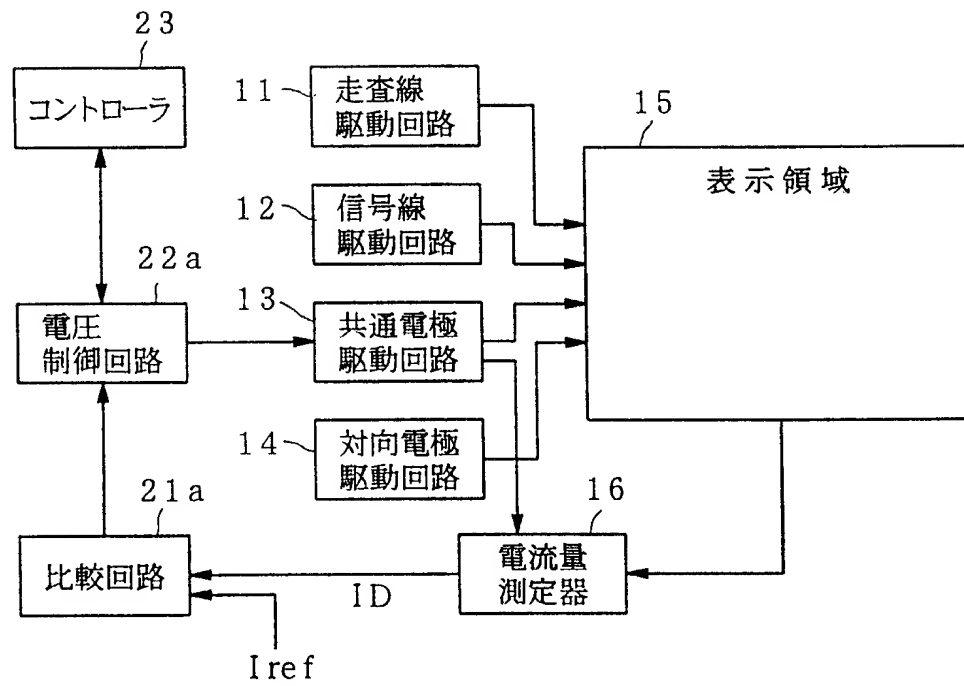 23
コントローラ
11
走査線
駆動回路
15
表示領域
12
信号線
駆動回路
22a
電圧
制御回路
13
共通電極
駆動回路
14
対向電極
駆動回路
21a
比較回路
16
電流量
測定器
ID
Iref